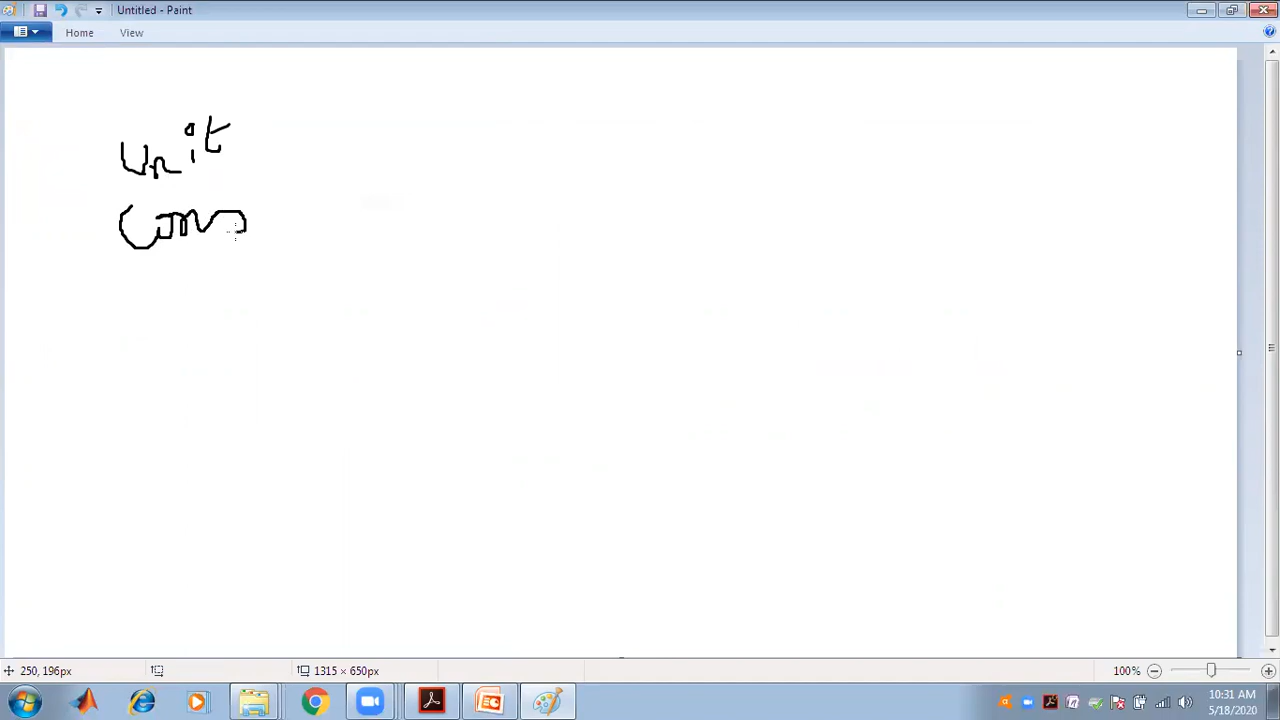 Untitled - Paint
Home View
Unit
250, 196px 1315 × 650px 100%
10:31 AM
5/18/2020